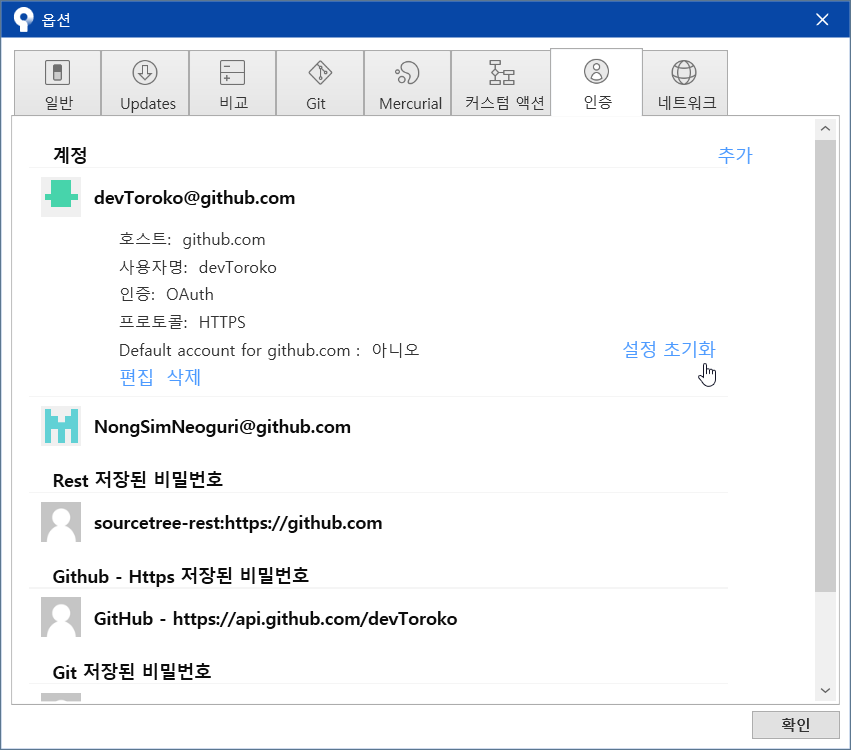 옵션
일반 Updates 비교 Git Mercurial 커스텀 액션 인증 네트워크
계정 추가
devToroko@github.com
호스트: github.com
사용자명: devToroko
인증: OAuth
프로토콜: HTTPS
Default account for github.com : 아니오 설정 초기화
편집 삭제
NongSimNeoguri@github.com
Rest 저장된 비밀번호
sourcetree-rest:https://github.com
Github - Https 저장된 비밀번호
GitHub - https://api.github.com/devToroko
Git 저장된 비밀번호
확인